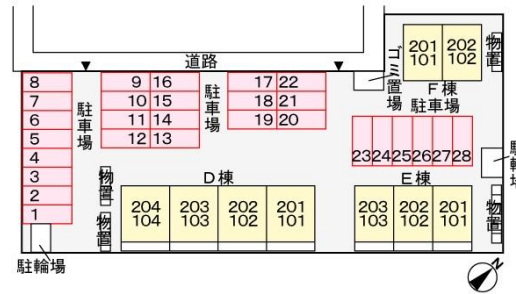 道路
ゴミ置場
201 202
101 102
物置
F棟
駐車場
8
7
6
5
4
3
2
1
駐車場
9 16
10 15
11 14
12 13
駐車場
17 22
18 21
19 20
23 24 25 26 27 28
駐輪場
物置
D棟
204 203 202 201
104 103 102 101
物置
E棟
203 202 201
103 102 101
物置
駐輪場
N